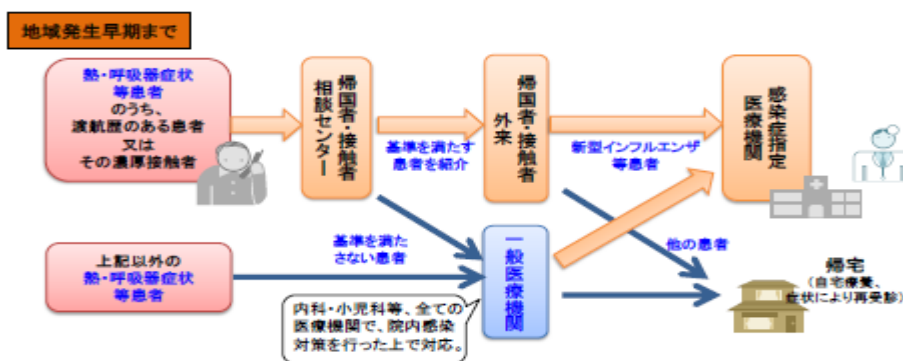 地域発生早期まで
熱・呼吸器症状
等患者
のうち、
渡航歴のある患者
又は
その濃厚接触者
帰国者・接触者
相談センター
基準を満たす
患者を紹介
帰国者・接触者
外来
新型インフルエンザ
等患者
感染症指定
医療機関
上記以外の
熱・呼吸器症状
等患者
基準を満た
さない患者
一般医療機関
内科・小児科等、全ての
医療機関で、院内感染
対策を行った上で対応。
他の患者
帰宅
(自宅療養、
症状により再受診)